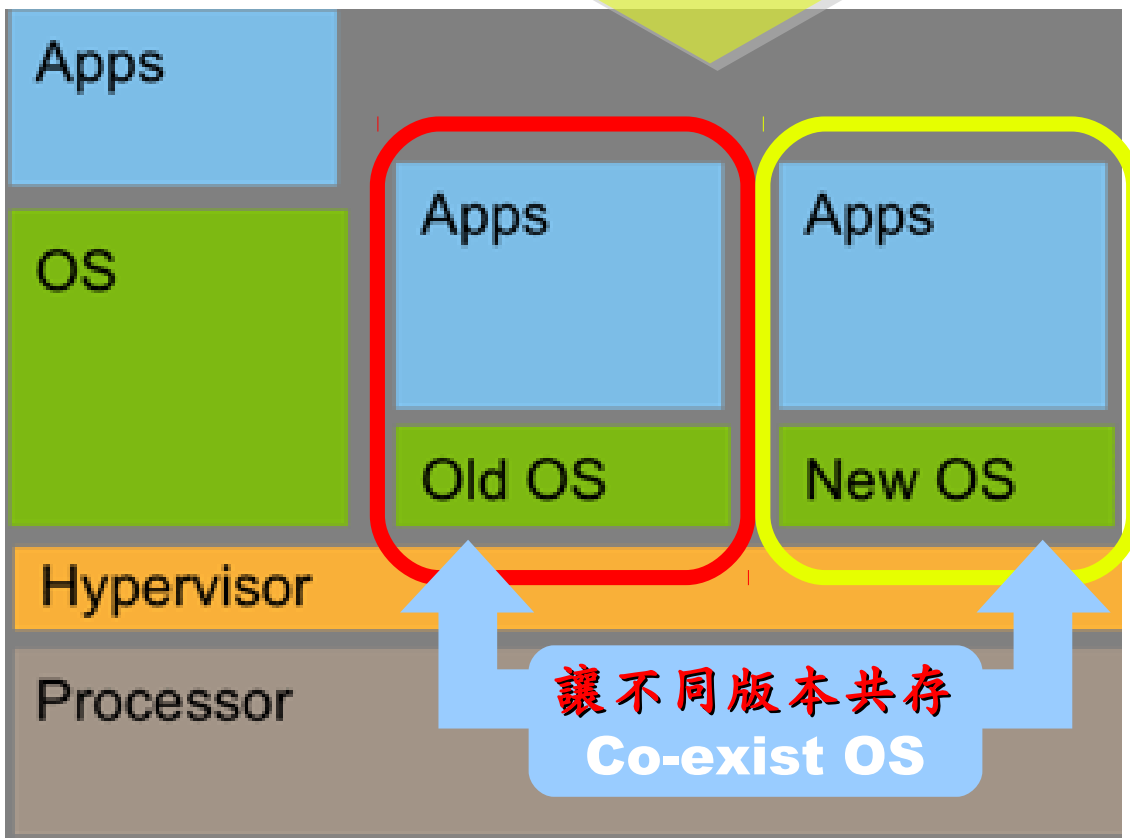 Apps
OS
Apps
Old OS
Apps
New OS
Hypervisor
Processor
讓不同版本共存
Co-exist OS